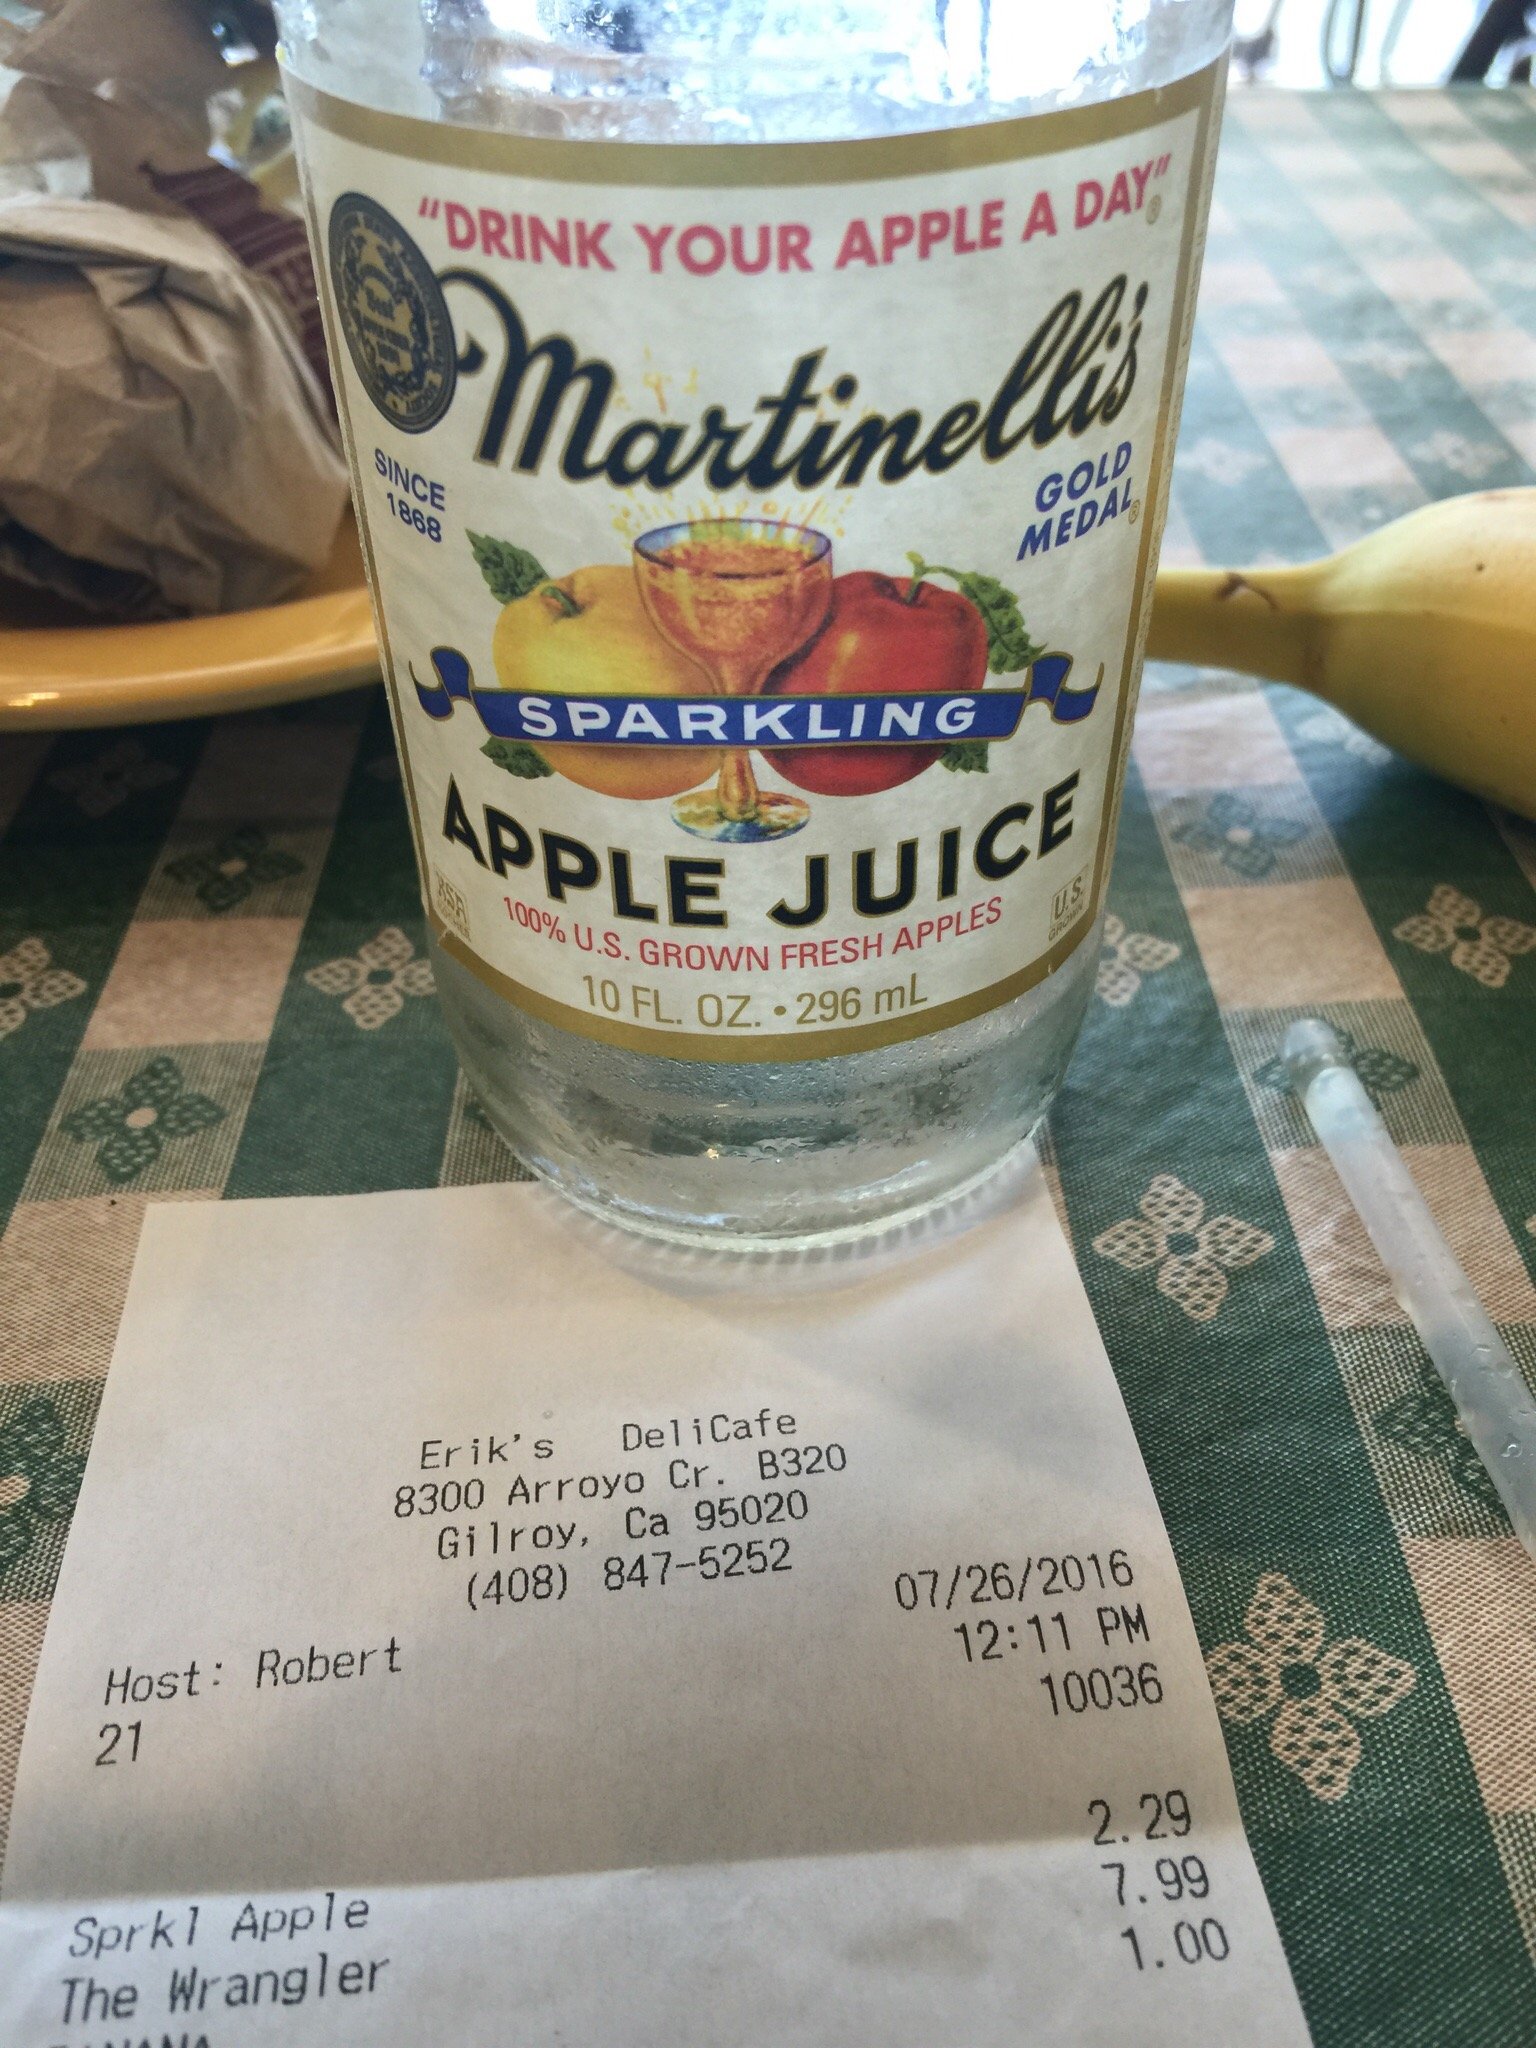 "DRINK YOUR APPLE A DAY"®
Martinelli's
SINCE
1868
GOLD
MEDAL®
SPARKLING
APPLE JUICE
U.S.
GROWN
100% U.S. GROWN FRESH APPLES
10 FL. OZ. • 296 mL
Erik's DeliCafe
8300 Arroyo Cr. B320
Gilroy, Ca 95020
(408) 847-5252
07/26/2016
Host: Robert 12:11 PM
21 10036
Sprkl Apple 2.29
The Wrangler 7.99
BANANA 1.00